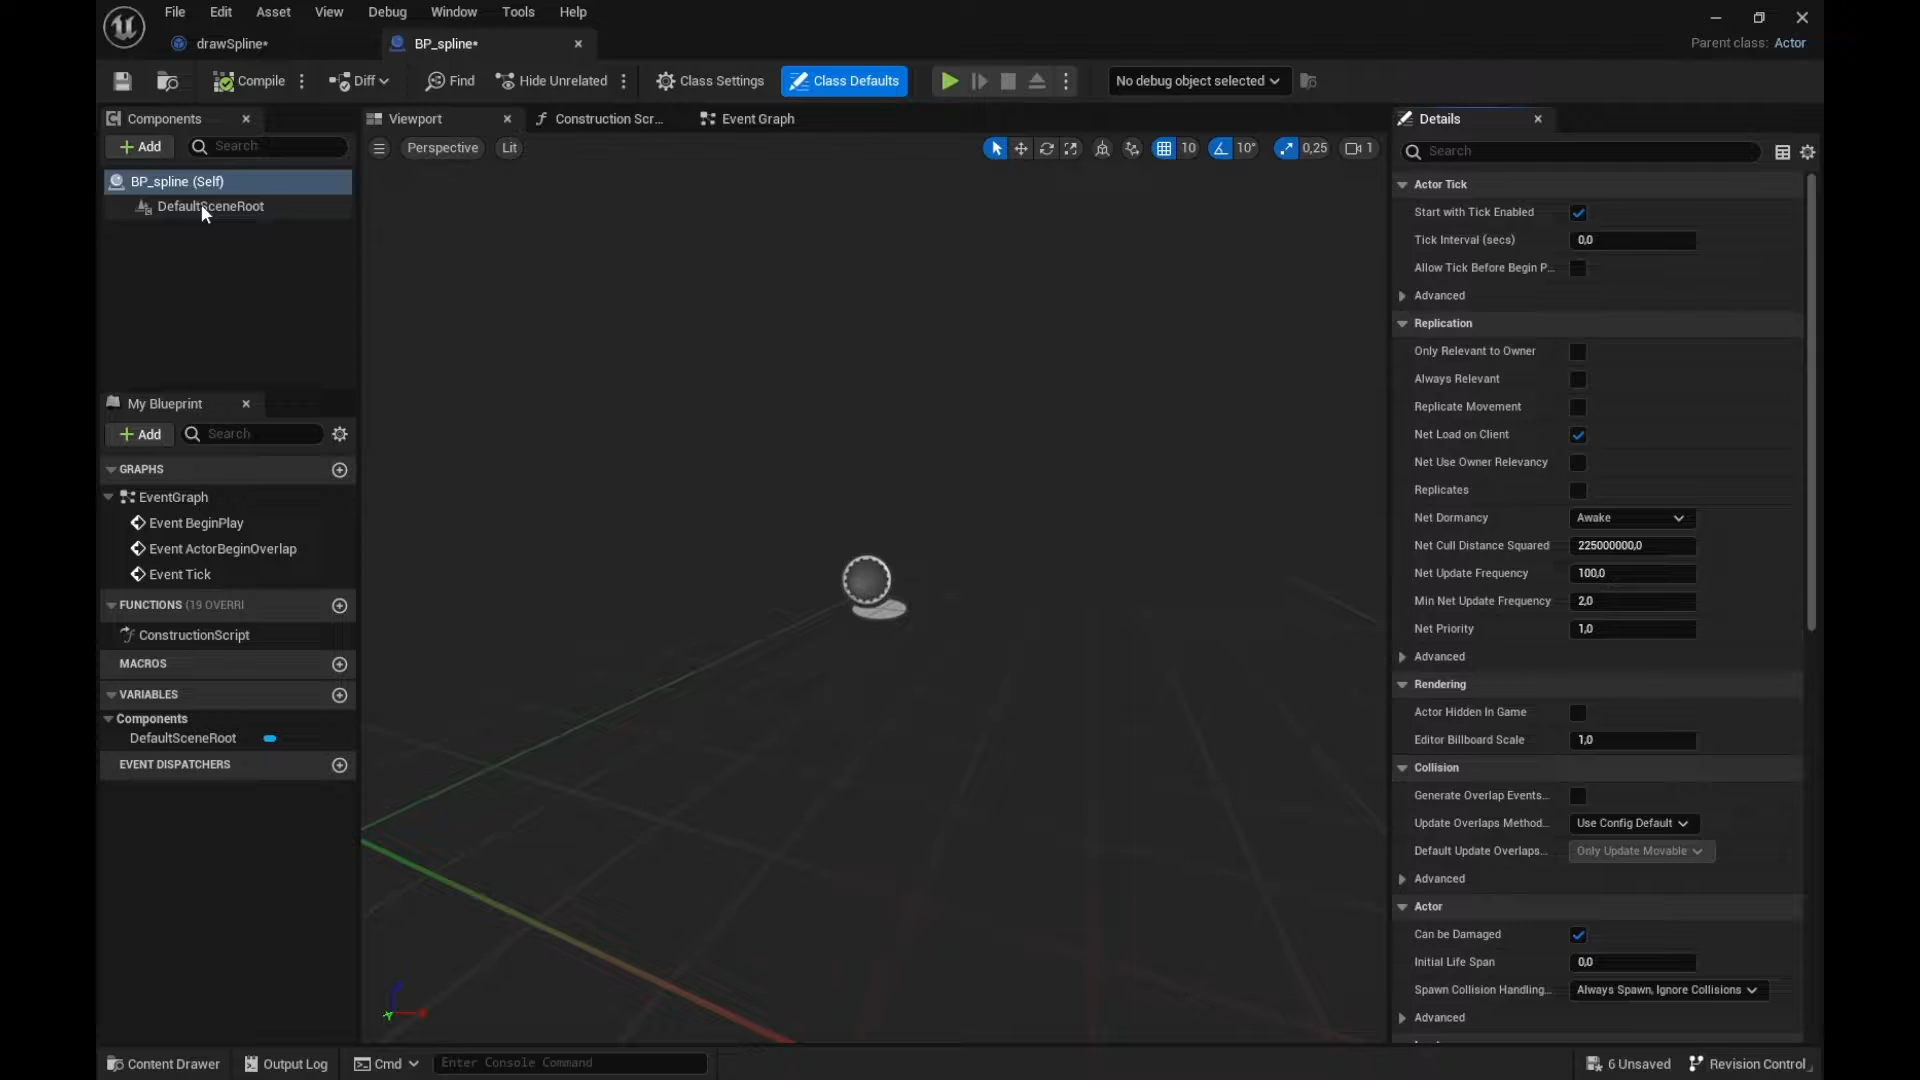 File Edit Asset View Debug Window Tools Help
drawSpline* BP_spline*
Parent class: Actor
Compile Diff Find Hide Unrelated Class Settings Class Defaults No debug object selected
Components
Add Search
BP_spline (Self)
DefaultSceneRoot
My Blueprint
Add Search
GRAPHS
EventGraph
Event BeginPlay
Event ActorBeginOverlap
Event Tick
FUNCTIONS (19 OVERRI
ConstructionScript
MACROS
VARIABLES
Components
DefaultSceneRoot
EVENT DISPATCHERS
Viewport Construction Scr... Event Graph
Perspective Lit 10 10° 0,25 1
Details
Search
Actor Tick
Start with Tick Enabled
Tick Interval (secs) 0,0
Allow Tick Before Begin P...
Advanced
Replication
Only Relevant to Owner
Always Relevant
Replicate Movement
Net Load on Client
Net Use Owner Relevancy
Replicates
Net Dormancy Awake
Net Cull Distance Squared 225000000,0
Net Update Frequency 100,0
Min Net Update Frequency 2,0
Net Priority 1,0
Advanced
Rendering
Actor Hidden In Game
Editor Billboard Scale 1,0
Collision
Generate Overlap Events...
Update Overlaps Method... Use Config Default
Default Update Overlaps... Only Update Movable
Advanced
Actor
Can be Damaged
Initial Life Span 0,0
Spawn Collision Handling... Always Spawn, Ignore Collisions
Advanced
Content Drawer Output Log Cmd Enter Console Command 6 Unsaved Revision Control